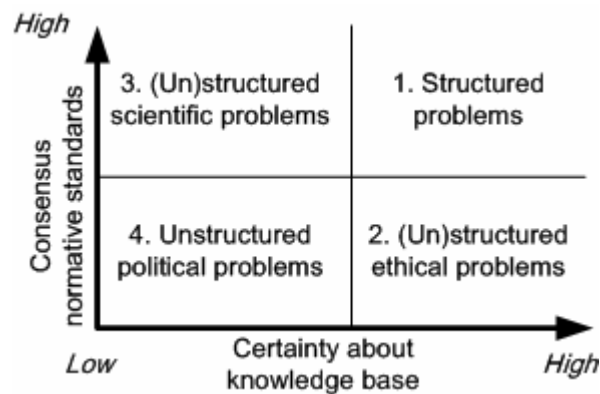 High
3. (Un)structured
scientific problems
1. Structured
problems
Consensus
normative standards
4. Unstructured
political problems
2. (Un)structured
ethical problems
Low
Certainty about
knowledge base
High